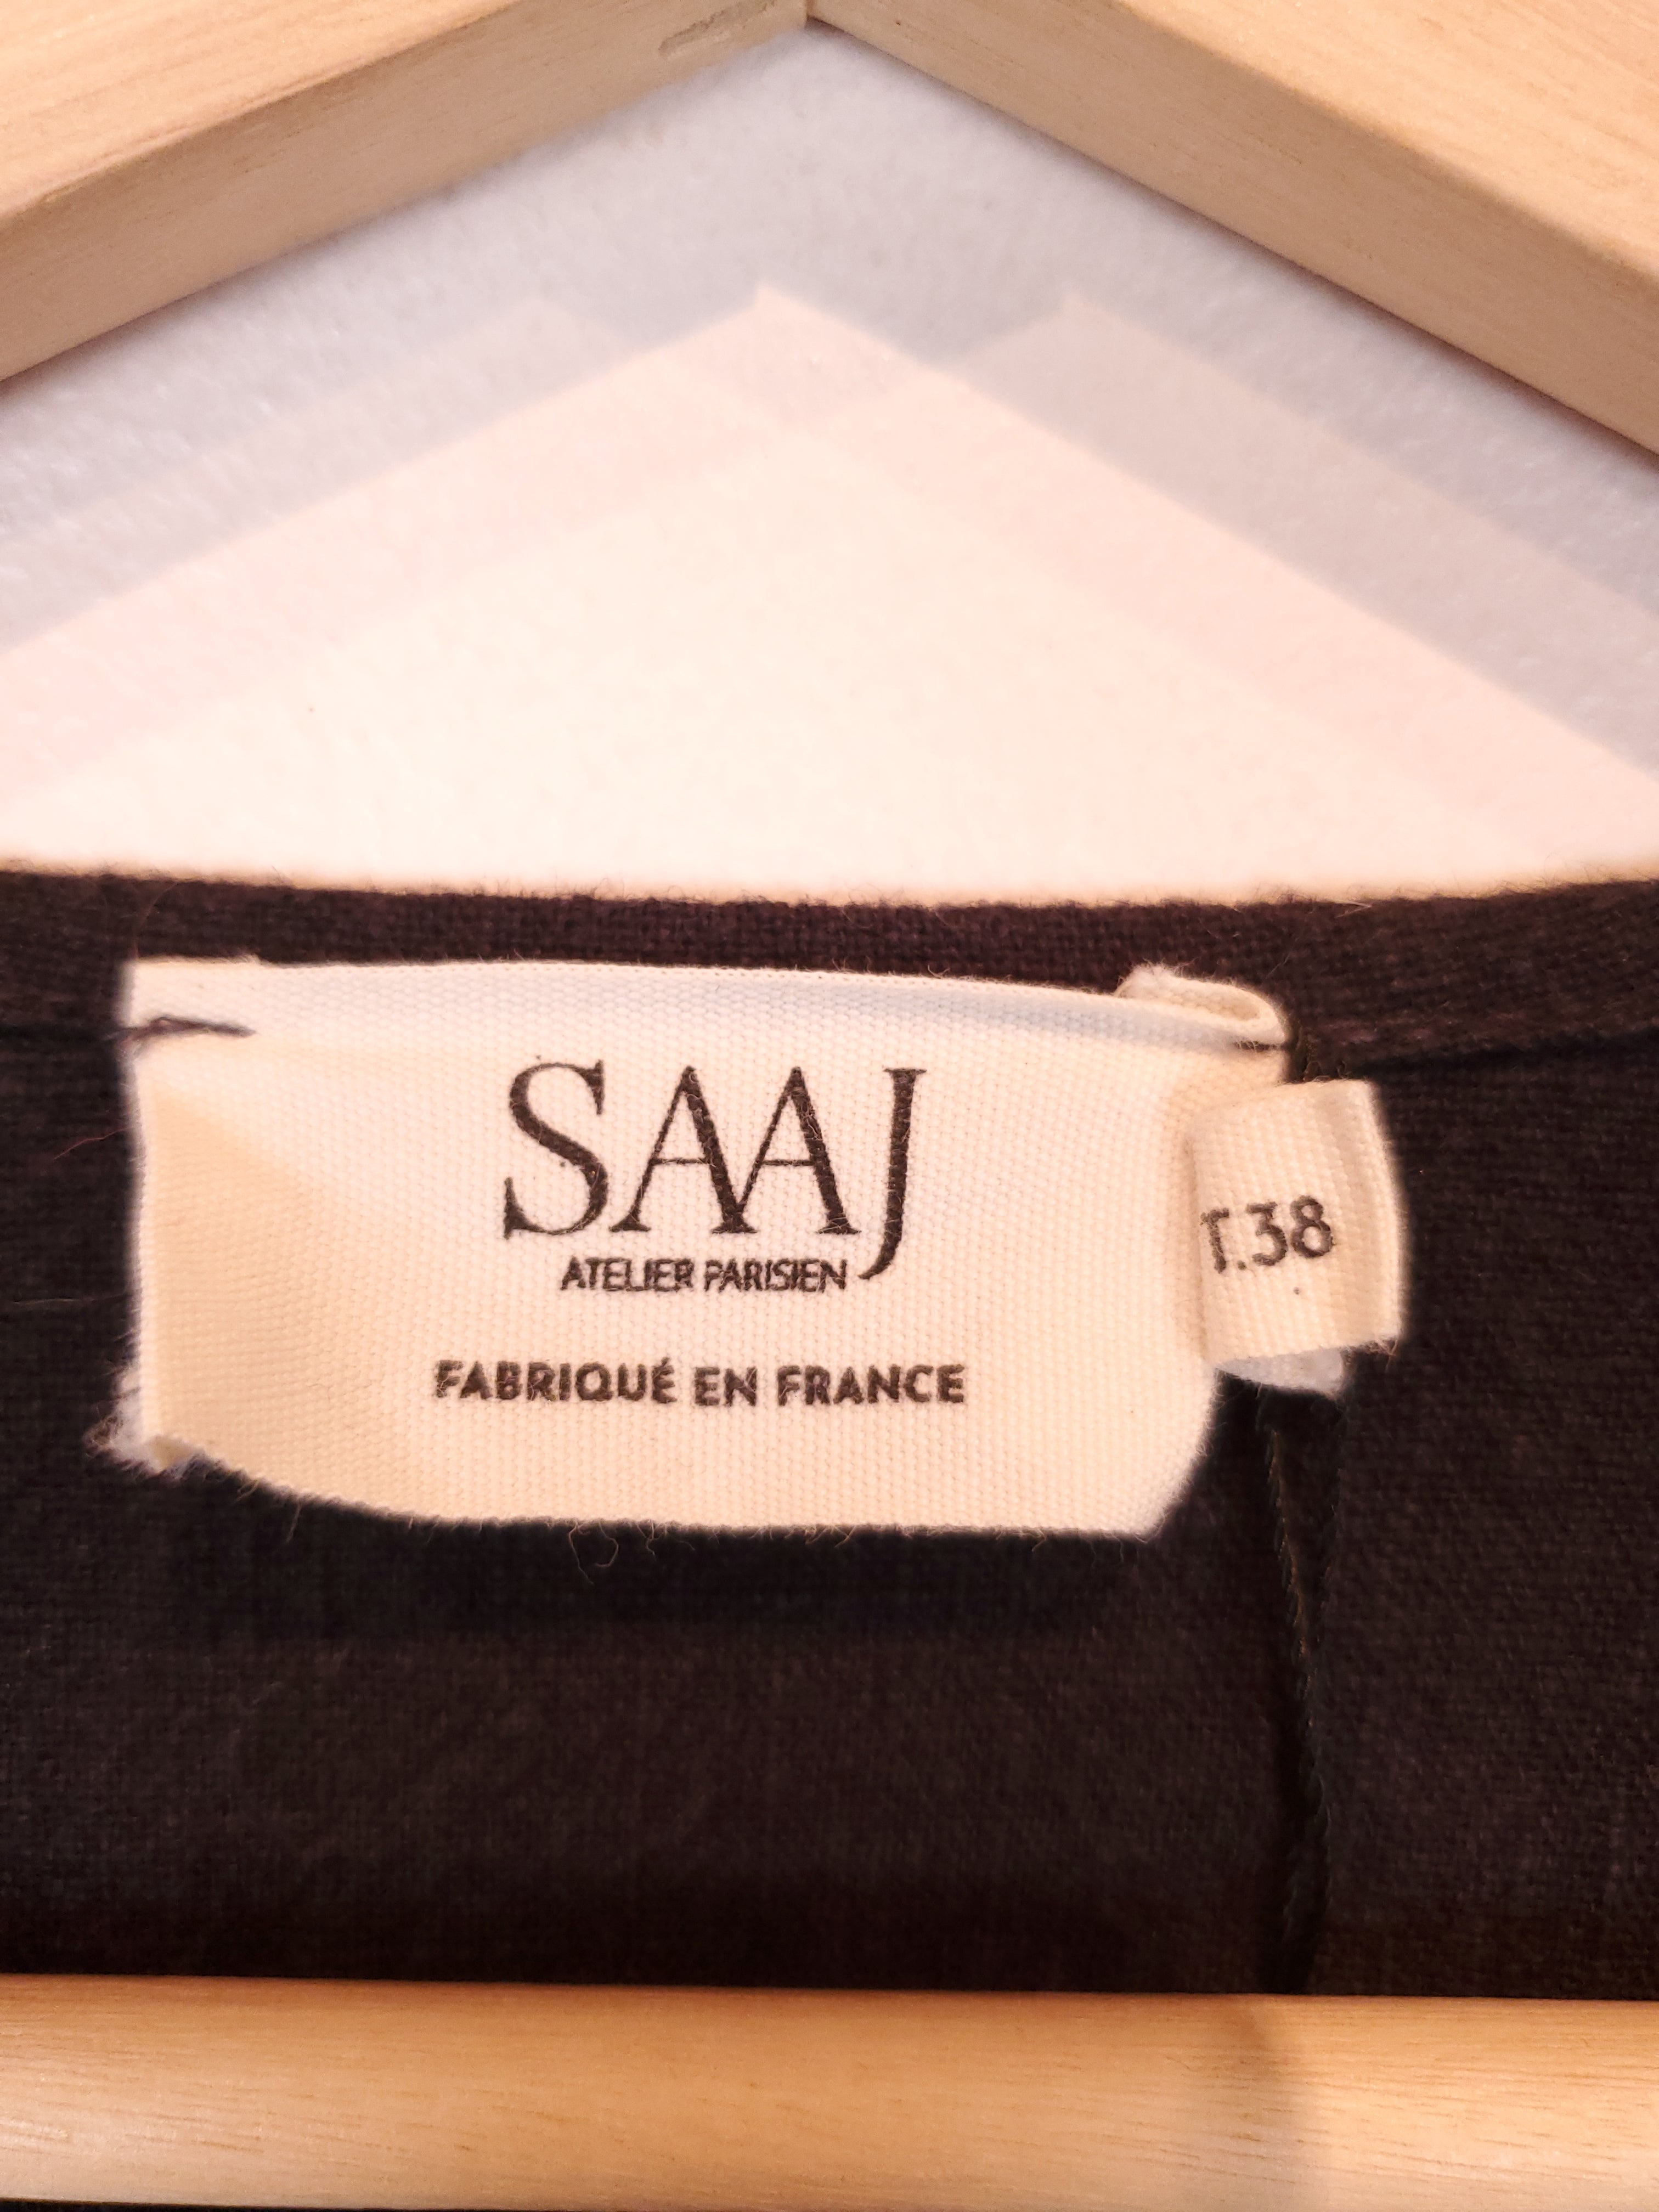 SAAJ
ATELIER PARISIEN
FABRIQUÉ EN FRANCE
T.38